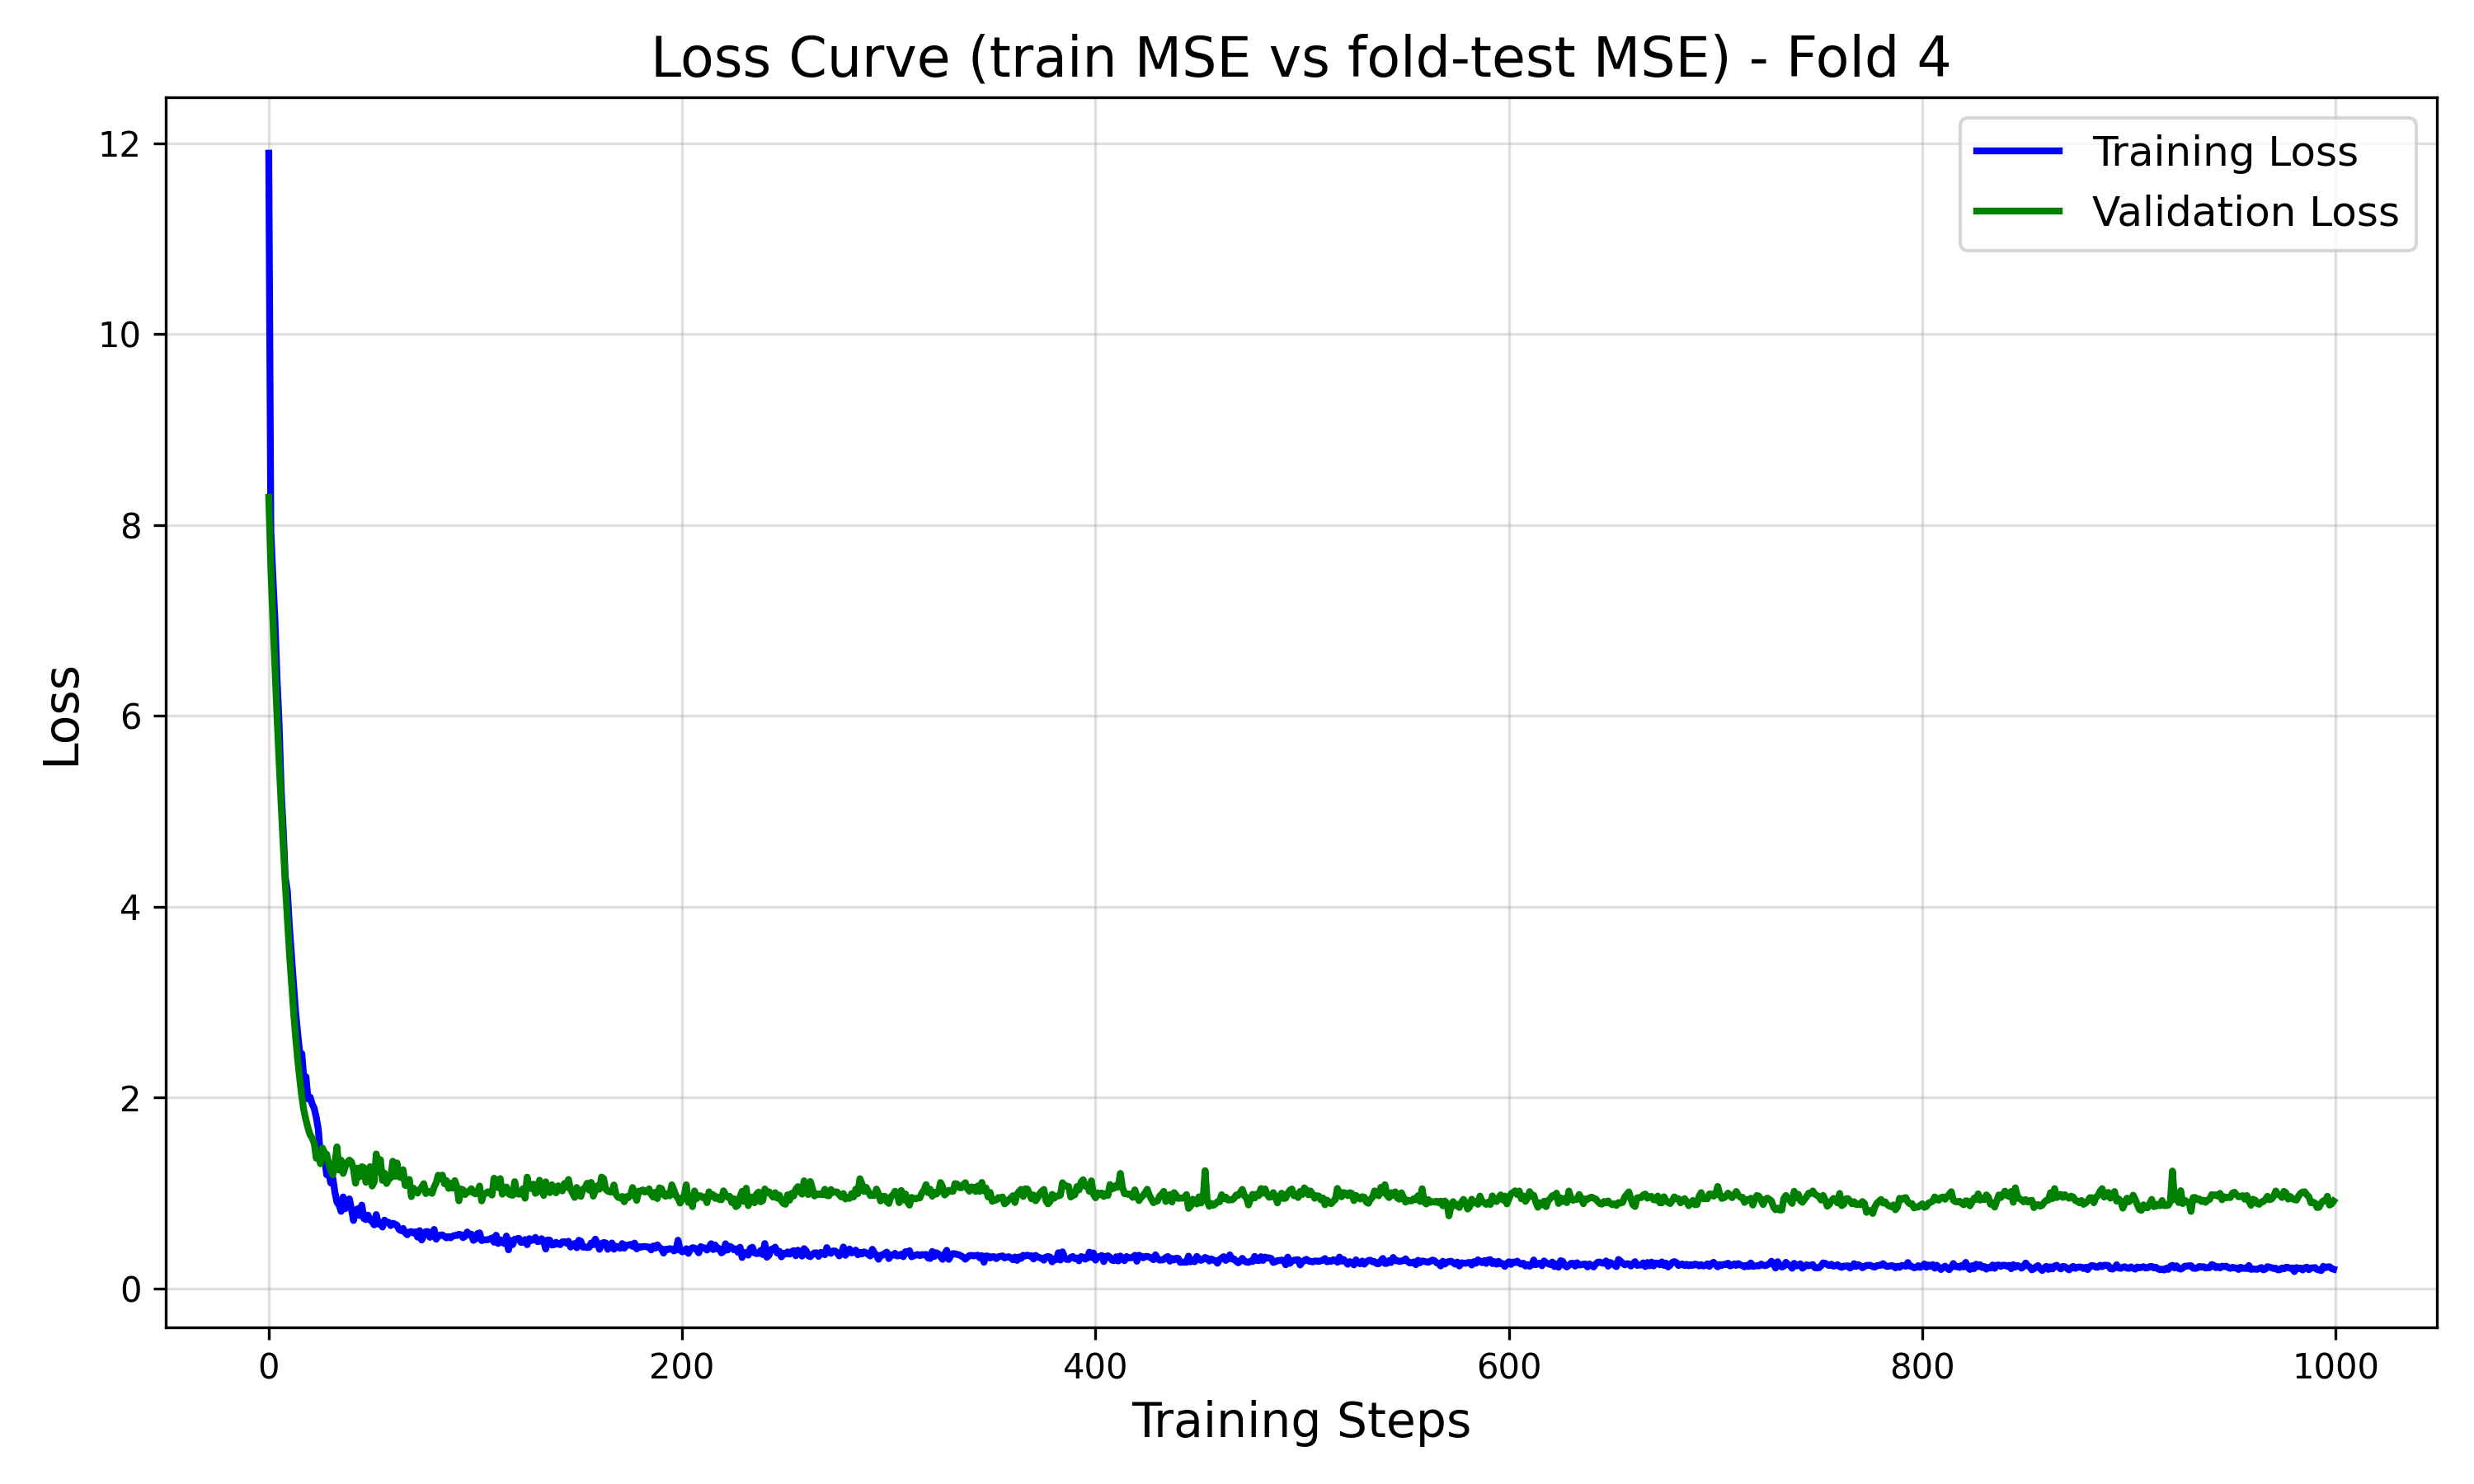 Loss Curve (train MSE vs fold-test MSE) - Fold 4
Training Loss
Validation Loss
12
10
8
6
4
2
0
Loss
0 200 400 600 800 1000
Training Steps